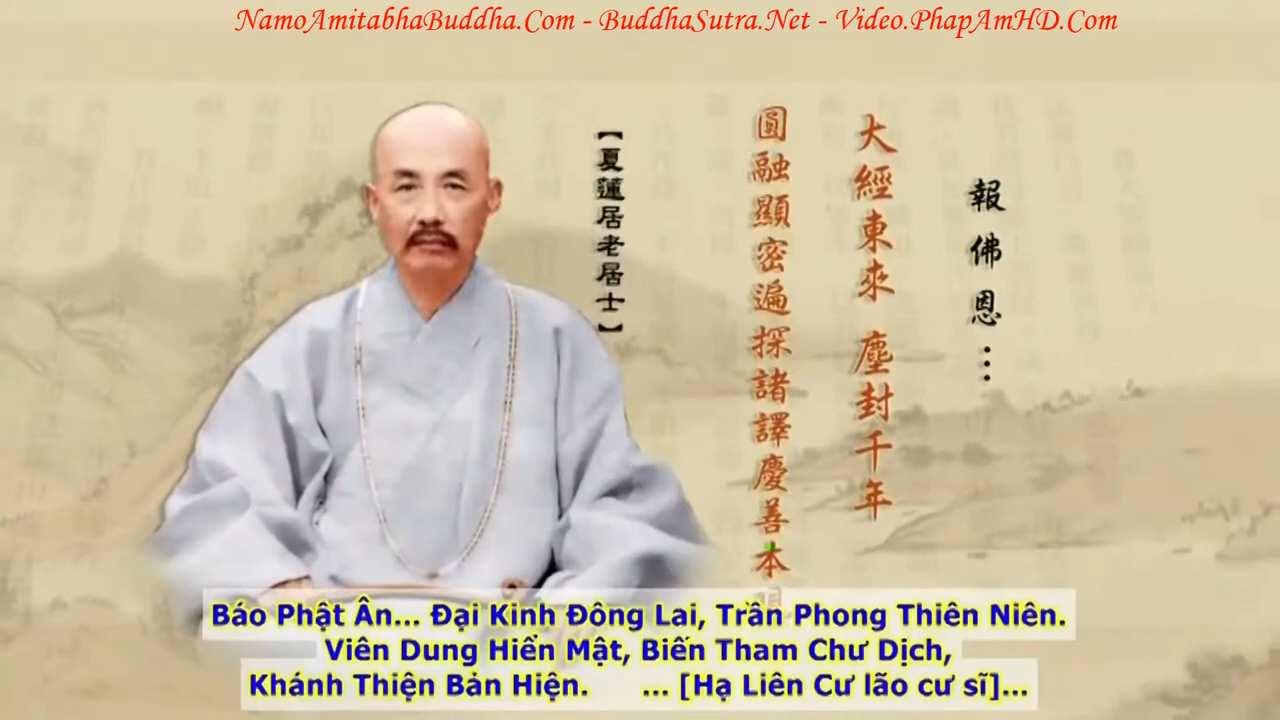 NamoAmitabhaBuddha.Com - BuddhaSutra.Net - Video.PhapAmHD.Com
報佛恩…
大經東來 塵封千年
圓融顯密遍探諸譯慶善本現
【夏蓮居老居士】
Báo Phật Ân... Đại Kinh Đông Lai, Trần Phong Thiên Niên.
Viên Dung Hiển Mật, Biến Tham Chư Dịch,
Khánh Thiện Bản Hiện. ... [Hạ Liên Cư lão cư sĩ]...